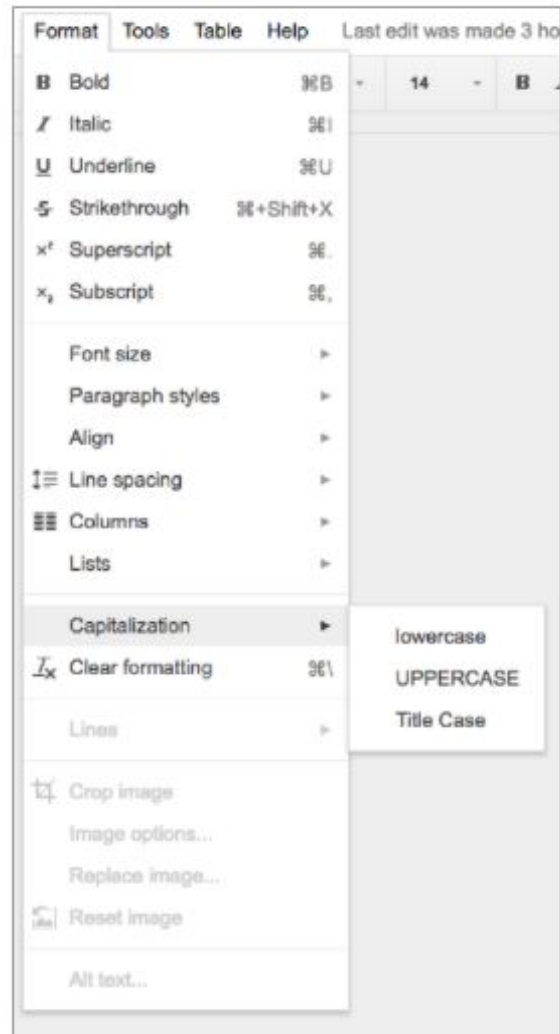 Format Tools Table Help Last edit was made 3 ho
B Bold ⌘B 14 B
I Italic ⌘I
U Underline ⌘U
S Strikethrough ⌘+Shift+X
Superscript ⌘.
Subscript ⌘,
Font size
Paragraph styles
Align
Line spacing
Columns
Lists
Capitalization
lowercase
Clear formatting ⌘\
UPPERCASE
Title Case
Lines
Crop image
Image options...
Replace image...
Reset image
Alt text...